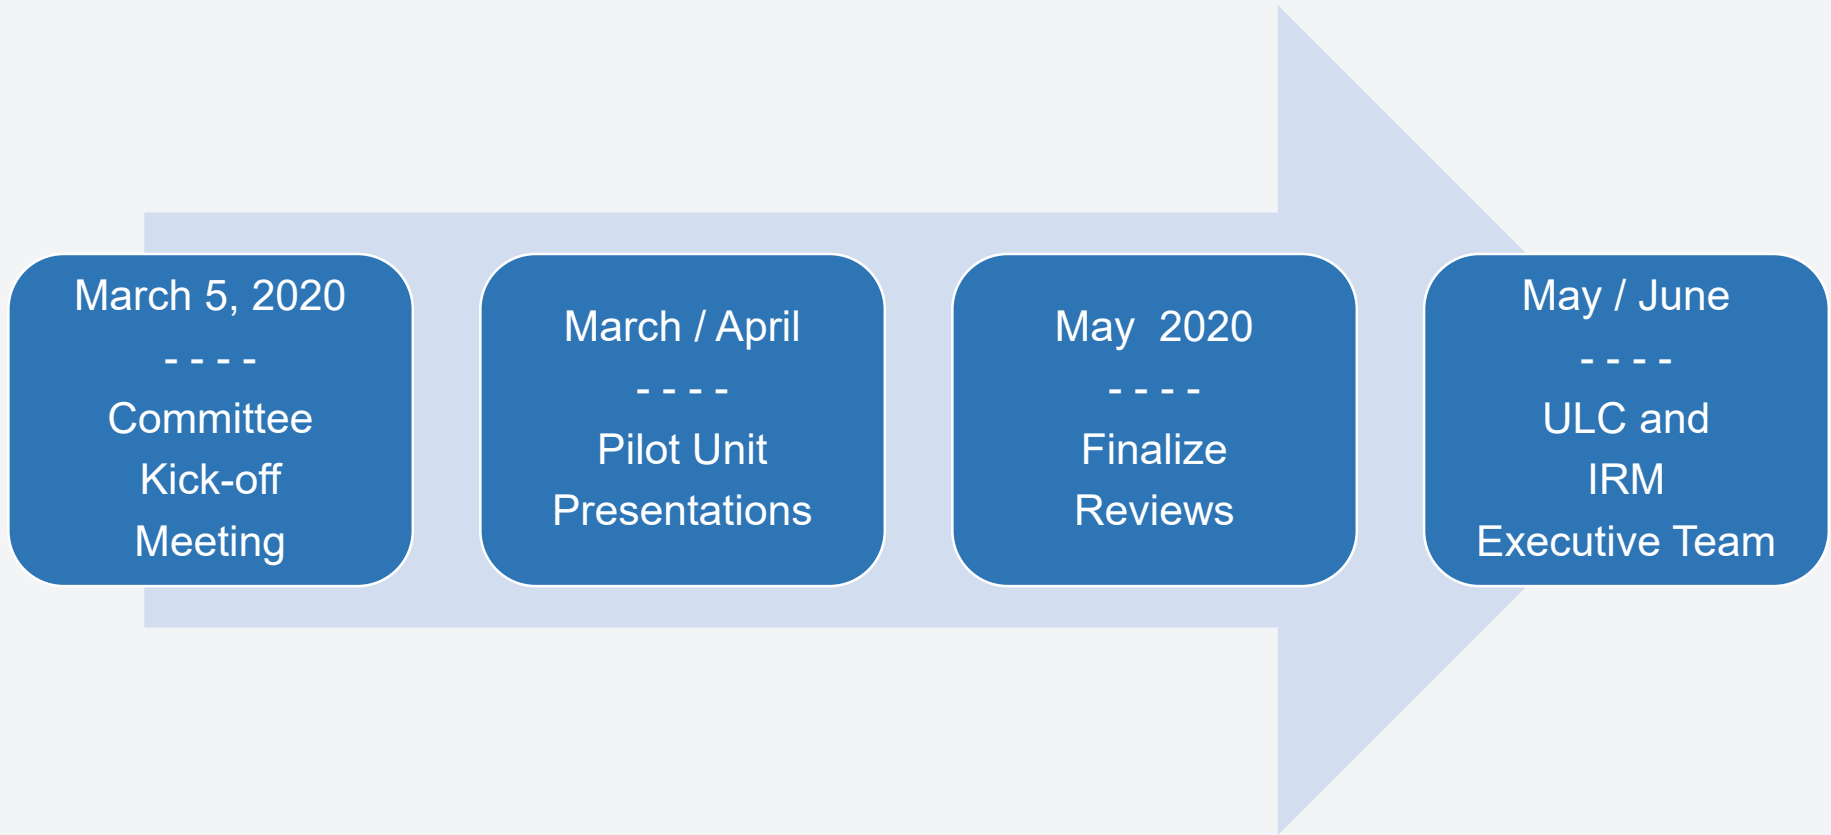 March 5, 2020
- - - -
Committee
Kick-off
Meeting
March / April
- - - -
Pilot Unit
Presentations
May  2020
- - - -
Finalize
Reviews
May / June
- - - -
ULC and
IRM
Executive Team